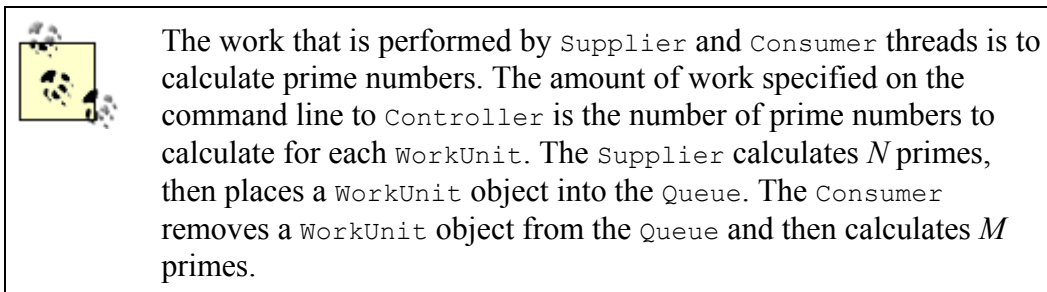 The work that is performed by Supplier and Consumer threads is to
calculate prime numbers. The amount of work specified on the
command line to Controller is the number of prime numbers to
calculate for each WorkUnit. The Supplier calculates N primes,
then places a WorkUnit object into the Queue. The Consumer
removes a WorkUnit object from the Queue and then calculates M
primes.